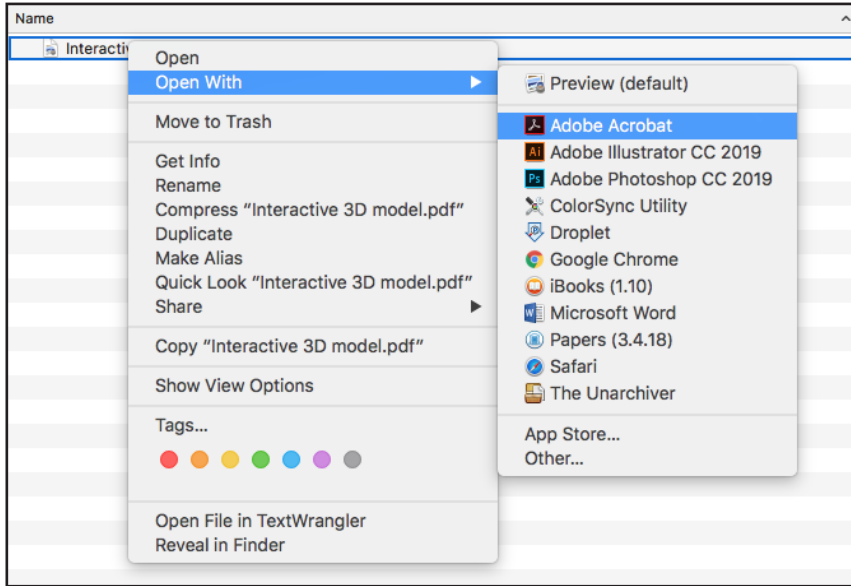 Name
Interactiv
Open
Open With
Move to Trash
Get Info
Rename
Compress “Interactive 3D model.pdf”
Duplicate
Make Alias
Quick Look “Interactive 3D model.pdf”
Share
Copy “Interactive 3D model.pdf”
Show View Options
Tags...
Open File in TextWrangler
Reveal in Finder
Preview (default)
Adobe Acrobat
Ai Adobe Illustrator CC 2019
Ps Adobe Photoshop CC 2019
ColorSync Utility
Droplet
Google Chrome
iBooks (1.10)
W Microsoft Word
Papers (3.4.18)
Safari
The Unarchiver
App Store...
Other...